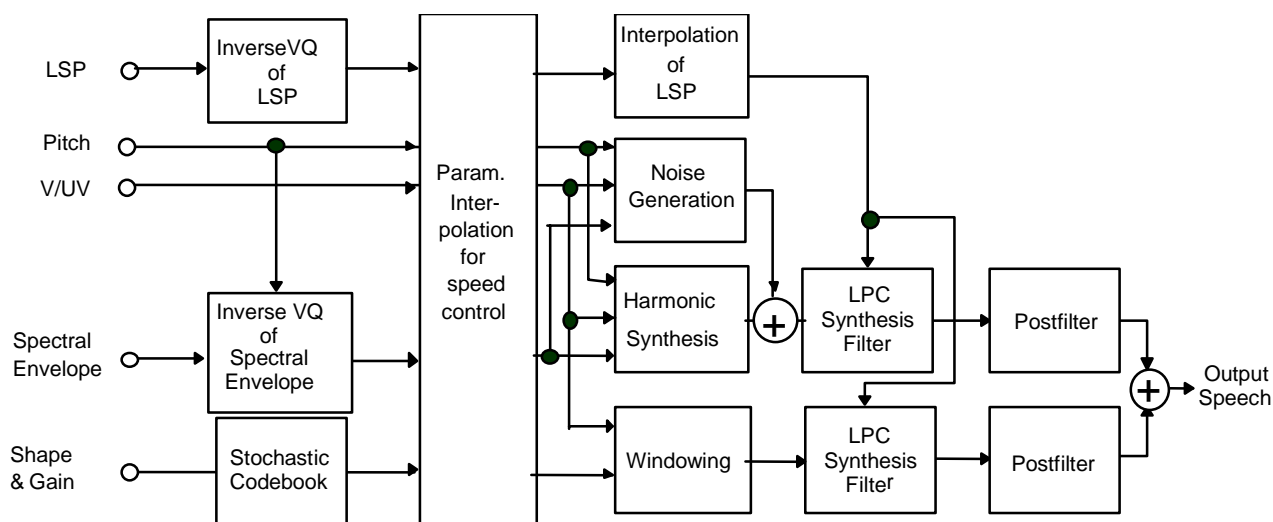 LSP
InverseVQ
of
LSP
Interpolation
of
LSP
Pitch
V/UV
Param.
Inter-
polation
for
speed
control
Noise
Generation
Spectral
Envelope
Inverse VQ
of
Spectral
Envelope
Harmonic
Synthesis
+
LPC
Synthesis
Filter
Postfilter
+
Output
Speech
Shape
& Gain
Stochastic
Codebook
Windowing
LPC
Synthesis
Filter
Postfilter